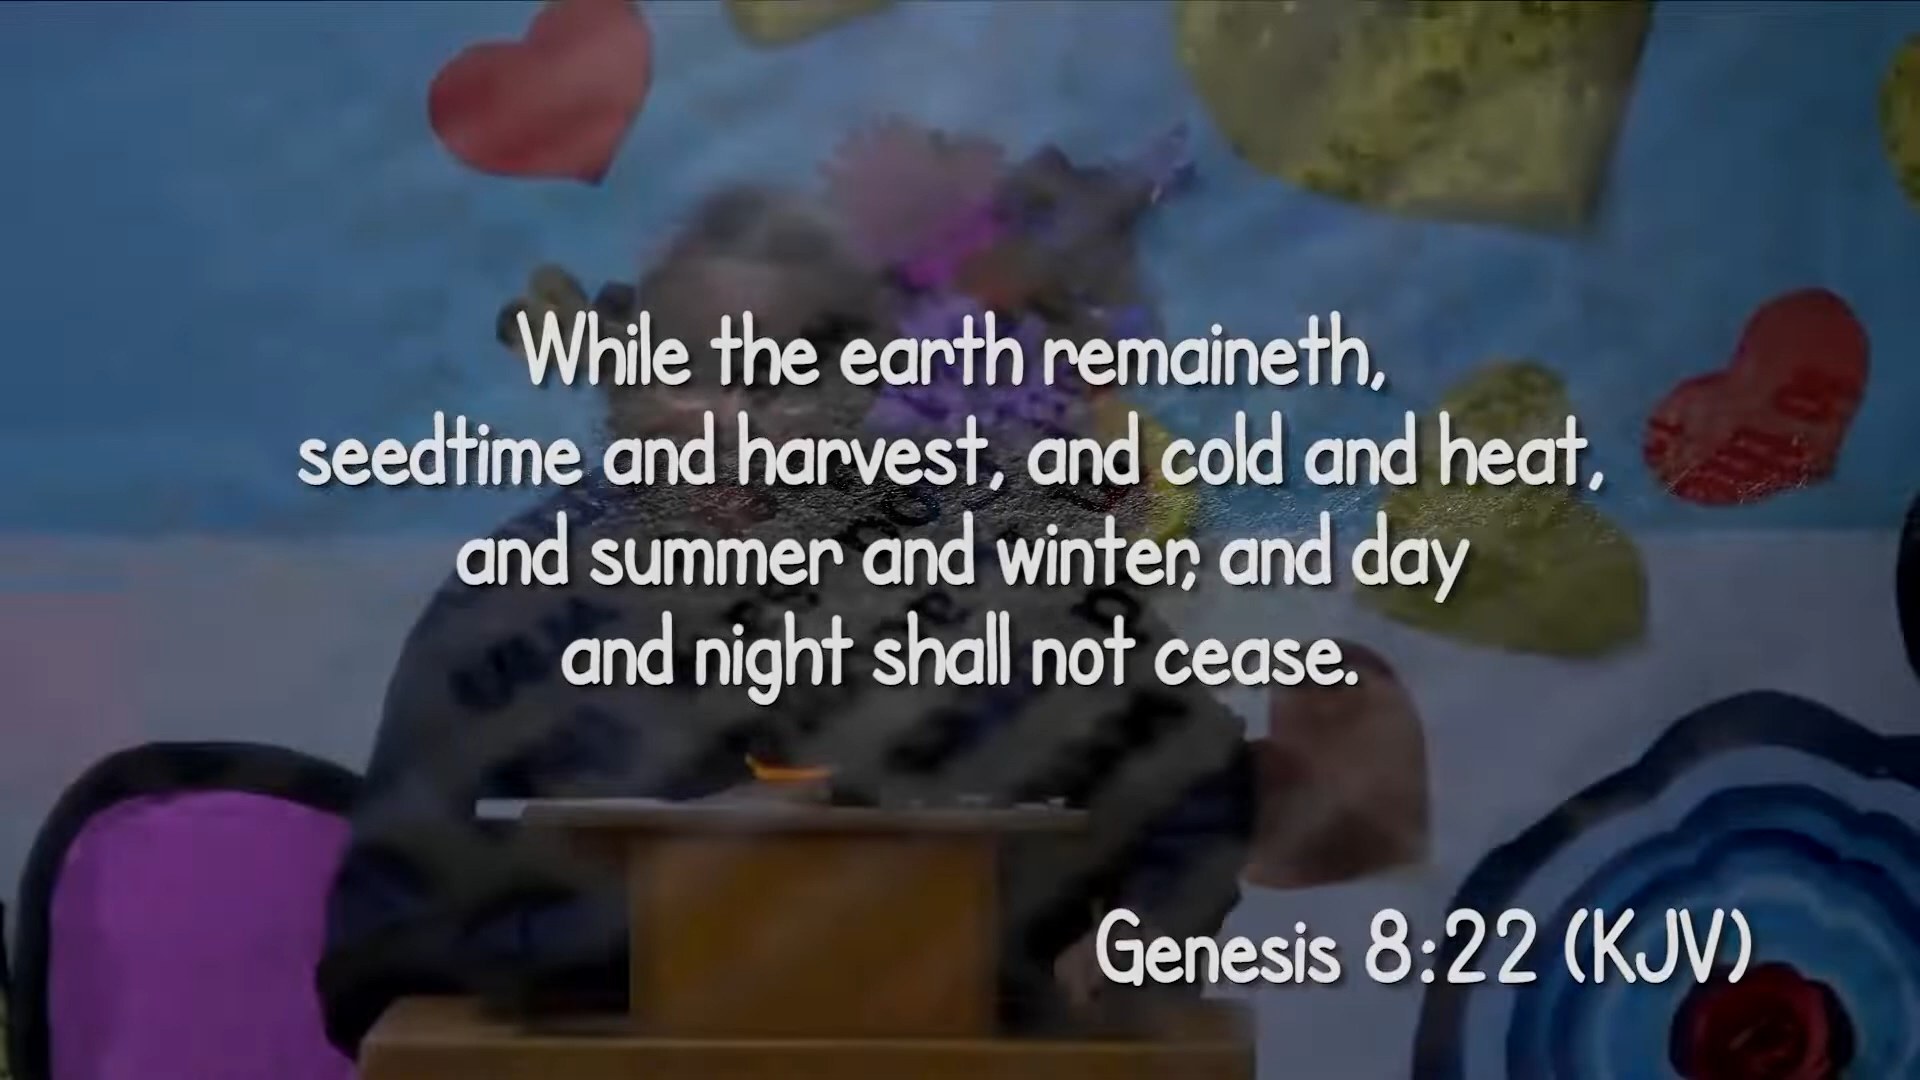 While the earth remaineth,
seedtime and harvest, and cold and heat,
and summer and winter, and day
and night shall not cease.
Genesis 8:22 (KJV)